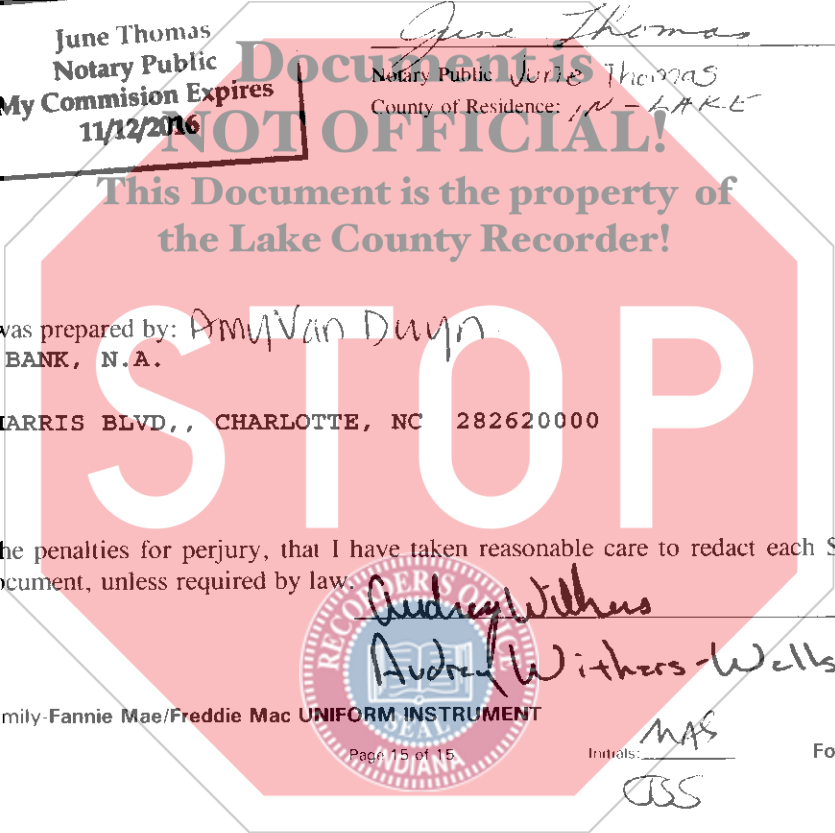 June Thomas
Notary Public
My Commision Expires
11/12/2016
June Thomas
Notary Public June Thomas
County of Residence: IN - LAKE
Document is
NOT OFFICIAL!
This Document is the property of
the Lake County Recorder!
STOP
was prepared by: Amy Van Duyn
BANK, N.A.
HARRIS BLVD,, CHARLOTTE, NC 282620000
he penalties for perjury, that I have taken reasonable care to redact each S
ocument, unless required by law.
Audrey Withers
Audrey Withers-Wells
RECORDER'S OFFICE
SEAL
INDIANA
mily-Fannie Mae/Freddie Mac UNIFORM INSTRUMENT
Page 15 of 15
Initials: MAS
Fo